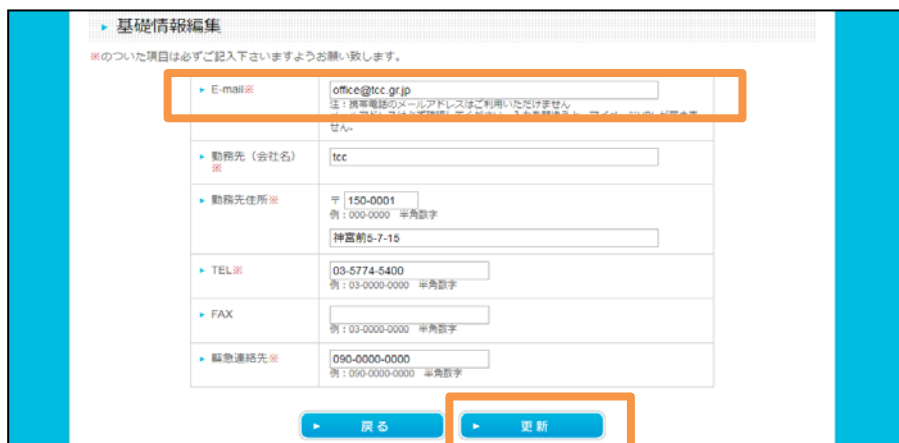 基礎情報編集
※のついた項目は必ずご記入下さいますようお願い致します。
E-mail※
office@tcc.gr.jp
注：携帯電話のメールアドレスはご利用いただけません
せん。
勤務先（会社名）
※
tcc
勤務先住所※
〒 150-0001
例：000-0000 半角数字
神宮前5-7-15
TEL※
03-5774-5400
例：03-0000-0000 半角数字
FAX
例：03-0000-0000 半角数字
緊急連絡先※
090-0000-0000
例：090-0000-0000 半角数字
戻る
更新